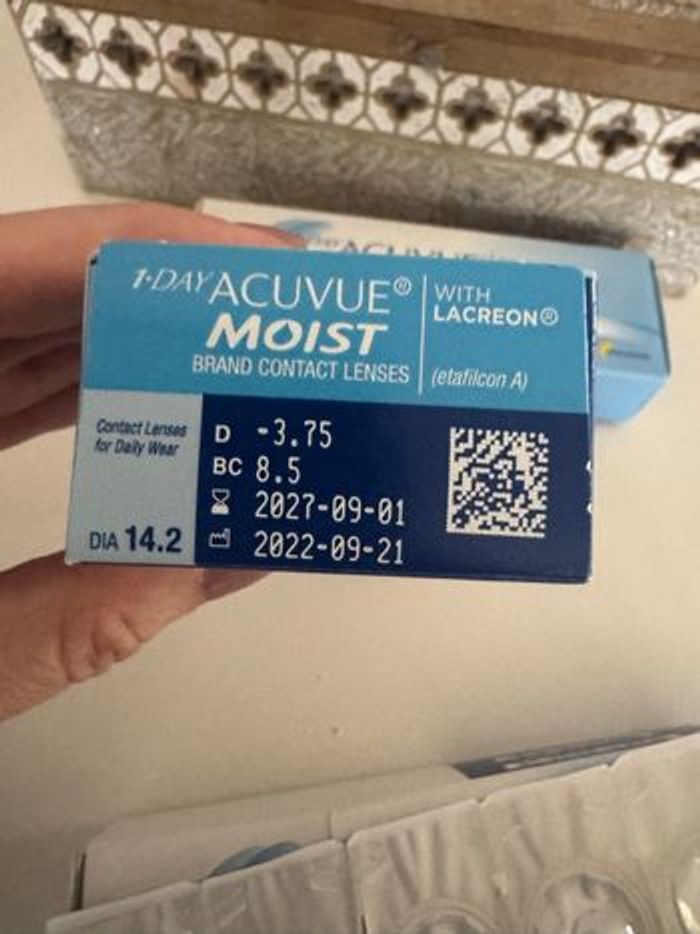 1·DAY ACUVUE® MOIST
BRAND CONTACT LENSES
WITH
LACREON®
(etafilcon A)
Contact Lenses
for Daily Wear
DIA 14.2
D -3.75
BC 8.5
2027-09-01
2022-09-21
ACUVUE